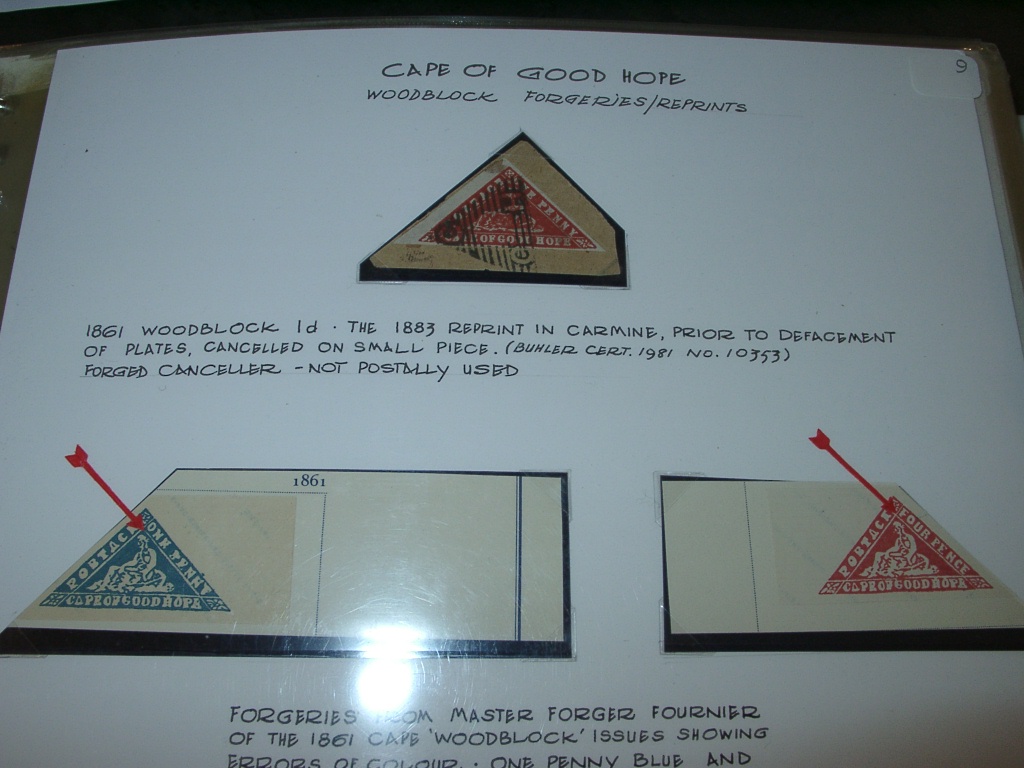 9
CAPE OF GOOD HOPE
WOODBLOCK FORGERIES/REPRINTS
PENNY
OF GOOD HOPE
1861 WOODBLOCK 1d · THE 1883 REPRINT IN CARMINE, PRIOR TO DEFACEMENT
OF PLATES, CANCELLED ON SMALL PIECE. (BUHLER CERT. 1981 NO. 10353)
FORGED CANCELLER - NOT POSTALLY USED
1861
POSTAGE ONE PENNY
CAPE OF GOOD HOPE
POSTAGE FOUR PENCE
CAPE OF GOOD HOPE
FORGERIES FROM MASTER FORGER FOURNIER
OF THE 1861 CAPE 'WOODBLOCK' ISSUES SHOWING
ERRORS OF COLOUR. · ONE PENNY BLUE AND